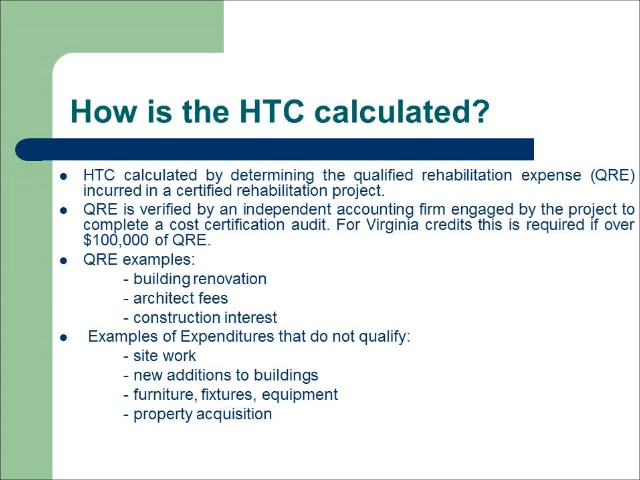 How is the HTC calculated?
HTC calculated by determining the qualified rehabilitation expense (QRE)
incurred in a certified rehabilitation project.
QRE is verified by an independent accounting firm engaged by the project to
complete a cost certification audit. For Virginia credits this is required if over
$100,000 of QRE.
QRE examples:
- building renovation
- architect fees
- construction interest
Examples of Expenditures that do not qualify:
- site work
- new additions to buildings
- furniture, fixtures, equipment
- property acquisition